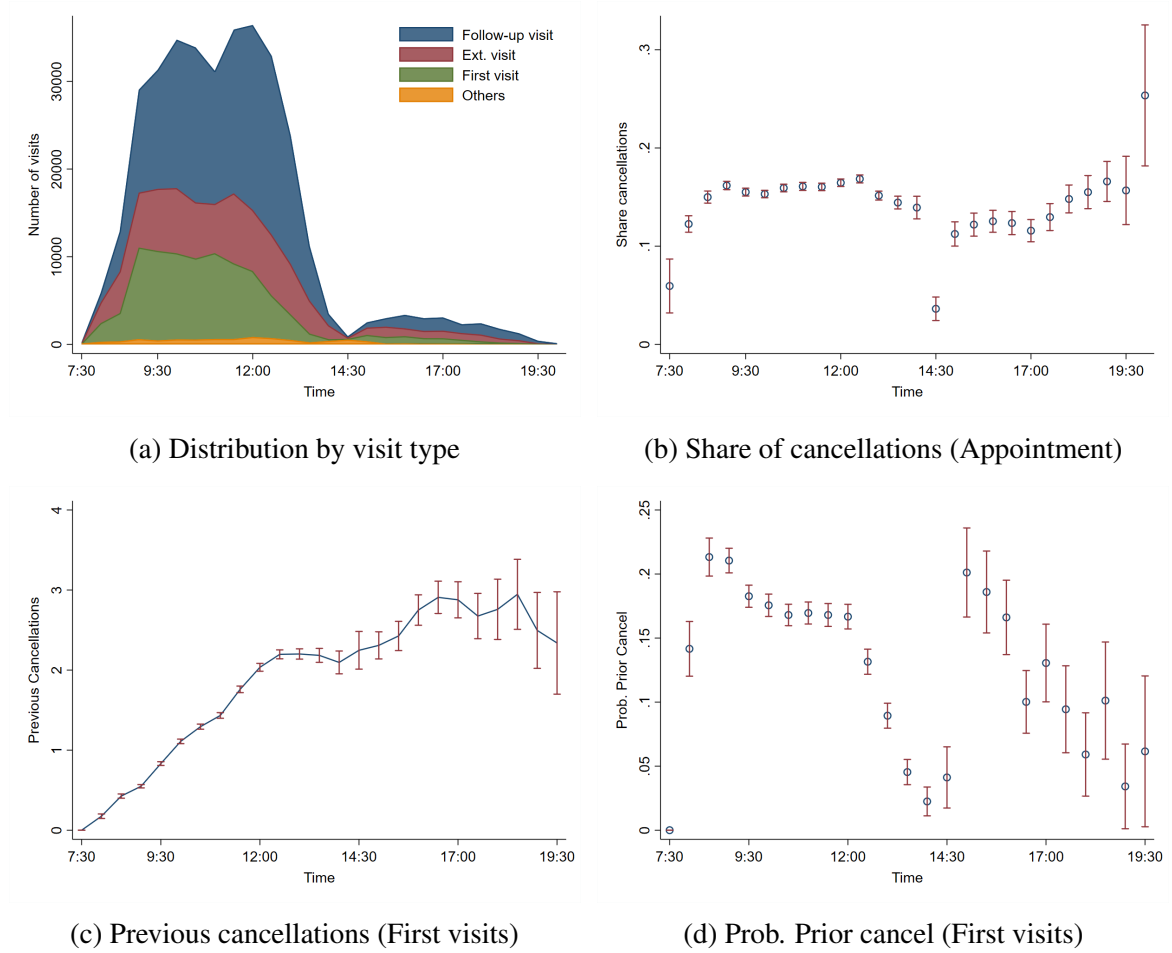 Number of visits
30000
20000
10000
0
7:30 9:30 12:00 14:30 17:00 19:30
Time
Follow-up visit
Ext. visit
First visit
Others
(a) Distribution by visit type
Share cancellations
.3
.2
.1
0
7:30 9:30 12:00 14:30 17:00 19:30
Time
(b) Share of cancellations (Appointment)
Previous Cancellations
4
3
2
1
0
7:30 9:30 12:00 14:30 17:00 19:30
Time
(c) Previous cancellations (First visits)
Prob. Prior Cancel
.25
.2
.15
.1
.05
0
7:30 9:30 12:00 14:30 17:00 19:30
Time
(d) Prob. Prior cancel (First visits)